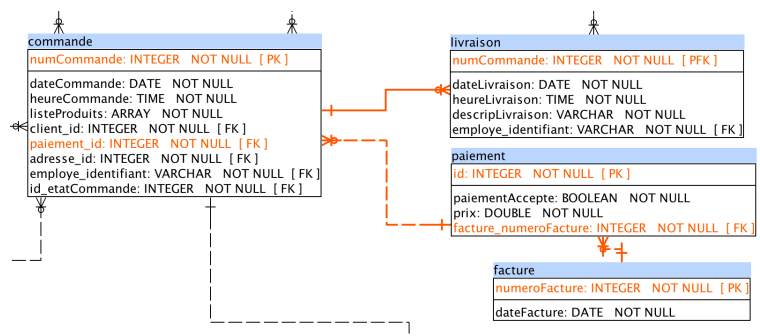 commande
numCommande: INTEGER NOT NULL [ PK ]
dateCommande: DATE NOT NULL
heureCommande: TIME NOT NULL
listeProduits: ARRAY NOT NULL
client_id: INTEGER NOT NULL [ FK ]
paiement_id: INTEGER NOT NULL [ FK ]
adresse_id: INTEGER NOT NULL [ FK ]
employe_identifiant: VARCHAR NOT NULL [ FK ]
id_etatCommande: INTEGER NOT NULL [ FK ]
livraison
numCommande: INTEGER NOT NULL [ PFK ]
dateLivraison: DATE NOT NULL
heureLivraison: TIME NOT NULL
descripLivraison: VARCHAR NOT NULL
employe_identifiant: VARCHAR NOT NULL [ FK ]
paiement
id: INTEGER NOT NULL [ PK ]
paiementAccepte: BOOLEAN NOT NULL
prix: DOUBLE NOT NULL
facture_numeroFacture: INTEGER NOT NULL [ FK ]
facture
numeroFacture: INTEGER NOT NULL [ PK ]
dateFacture: DATE NOT NULL